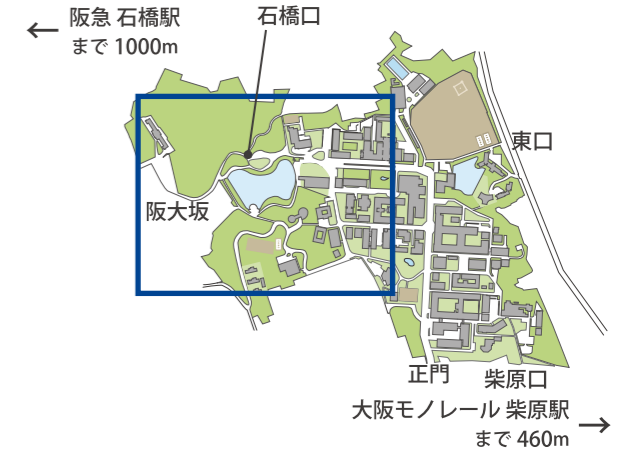 阪急 石橋駅
まで 1000m
石橋口
東口
阪大坂
正門
柴原口
大阪モノレール 柴原駅
まで 460m